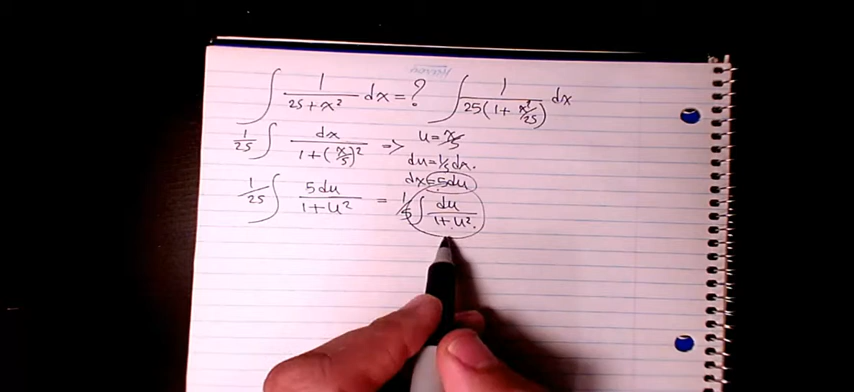 ∫ 1/(25+x²) dx = ? ∫ 1/(25(1+x²/25)) dx
1/25 ∫ dx/(1+(x/5)²) => u = x/5
du = 1/5 dx.
dx = 5du
1/25 ∫ 5du/(1+u²) = 1/5 ∫ du/(1+u²)